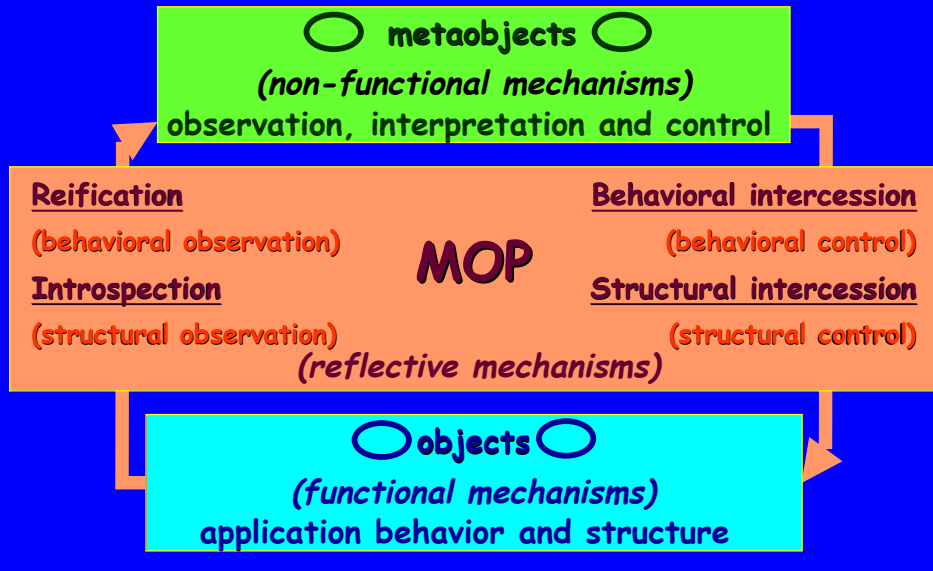 metaobjects
(non-functional mechanisms)
observation, interpretation and control
Reification
(behavioral observation)
Introspection
(structural observation)
MOP
Behavioral intercession
(behavioral control)
Structural intercession
(structural control)
(reflective mechanisms)
objects
(functional mechanisms)
application behavior and structure